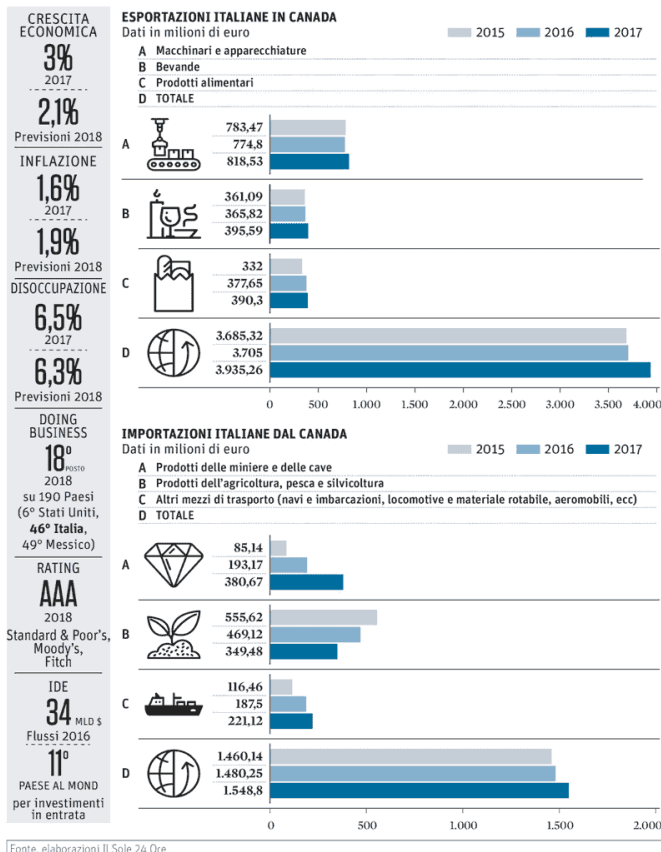 CRESCITA
ECONOMICA
3%
2017
2,1%
Previsioni 2018
INFLAZIONE
1,6%
2017
1,9%
Previsioni 2018
DISOCCUPAZIONE
6,5%
2017
6,3%
Previsioni 2018
DOING
BUSINESS
18° POSTO
2018
su 190 Paesi
(6° Stati Uniti,
46° Italia,
49° Messico)
RATING
AAA
2018
Standard & Poor's,
Moody's,
Fitch
IDE
34 MLD $
Flussi 2016
11°
PAESE AL MOND
per investimenti
in entrata
ESPORTAZIONI ITALIANE IN CANADA
Dati in milioni di euro
2015 2016 2017
A Macchinari e apparecchiature
B Bevande
C Prodotti alimentari
D TOTALE
A
783,47
774,8
818,53
B
361,09
365,82
395,59
C
332
377,65
390,3
D
3.685,32
3.705
3.935,26
0 500 1.000 1.500 2.000 2.500 3.000 3.500 4.000
IMPORTAZIONI ITALIANE DAL CANADA
Dati in milioni di euro
2015 2016 2017
A Prodotti delle miniere e delle cave
B Prodotti dell'agricoltura, pesca e silvicoltura
C Altri mezzi di trasporto (navi e imbarcazioni, locomotive e materiale rotabile, aeromobili, ecc)
D TOTALE
A
85,14
193,17
380,67
B
555,62
469,12
349,48
C
116,46
187,5
221,12
D
1.460,14
1.480,25
1.548,8
0 500 1.000 1.500 2.000
Fonte, elaborazioni Il Sole 24 Ore